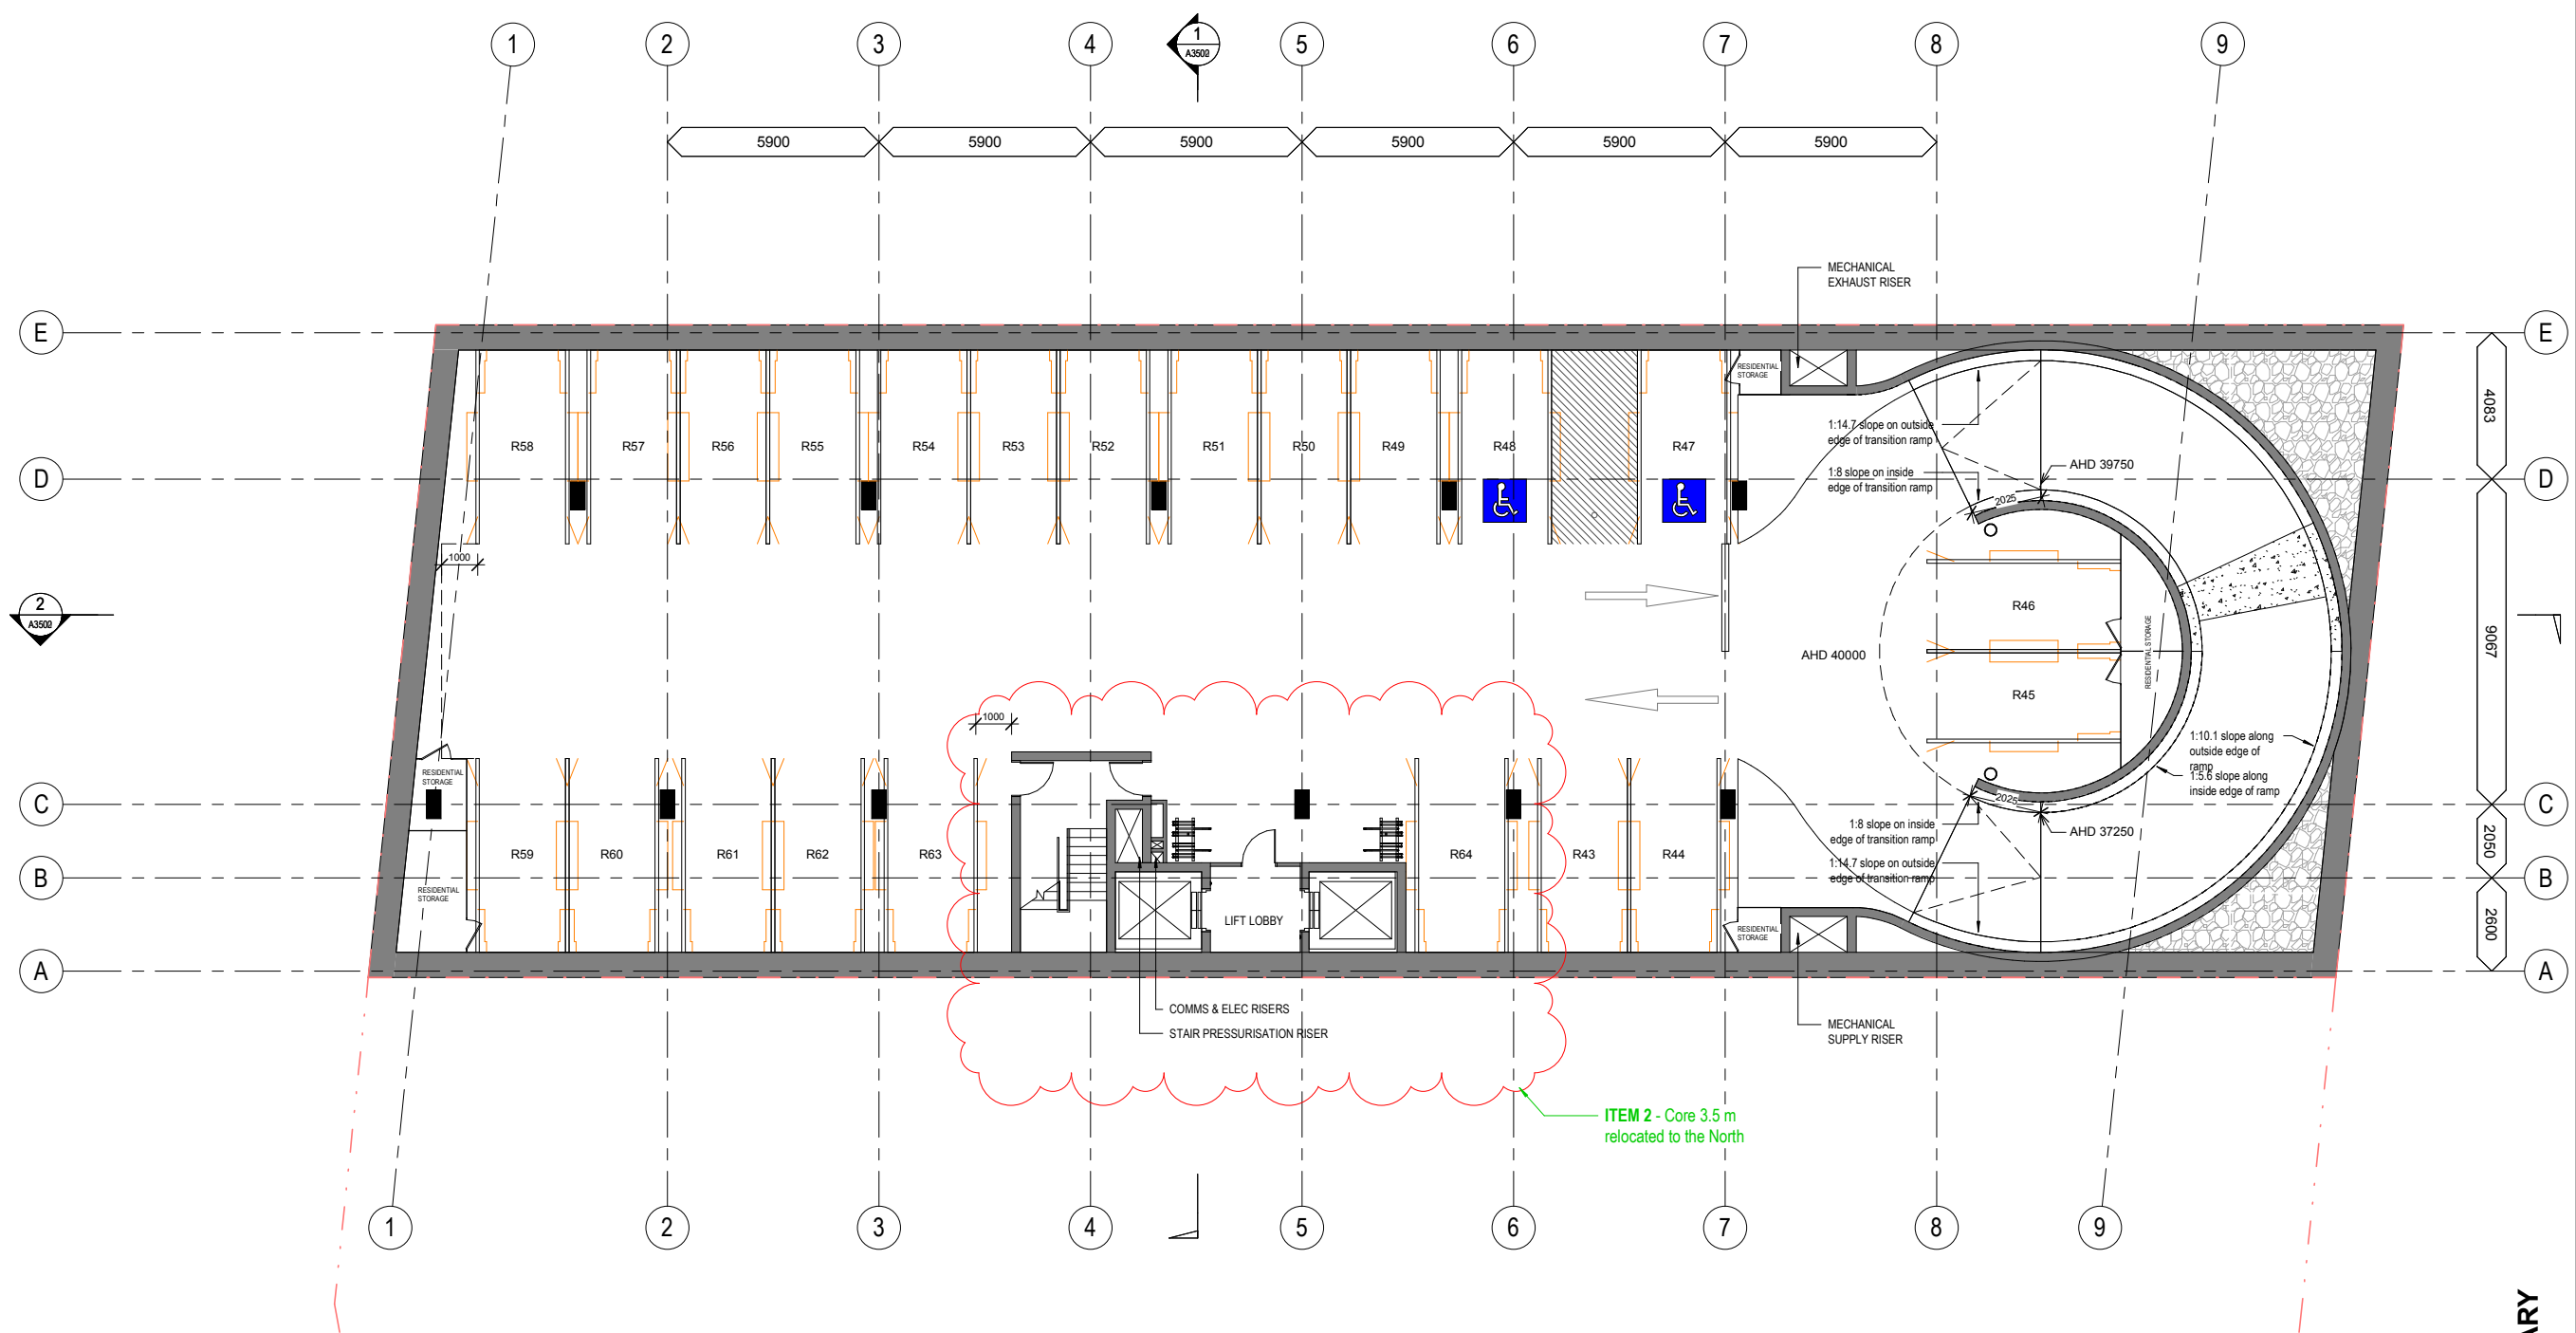 1
2
3
4
1
A3502
5
6
7
8
9
5900
5900
5900
5900
5900
5900
MECHANICAL
EXHAUST RISER
E
E
RESIDENTIAL
STORAGE
4083
1:14.7 slope on outside
edge of transition ramp
R58
R57
R56
R55
R54
R53
R52
R51
R50
R49
R48
R47
AHD 39750
1:8 slope on inside
edge of transition ramp
D
D
2025
1000
2
A3502
R46
AHD 40000
RESIDENTIAL STORAGE
9067
R45
1000
1:10.1 slope along
outside edge of
ramp
1:5.6 slope along
inside edge of ramp
RESIDENTIAL
STORAGE
C
C
2025
1:8 slope on inside
edge of transition ramp
AHD 37250
2050
R59
R60
R61
R62
R63
R64
R43
R44
1:14.7 slope on outside
edge of transition ramp
B
B
RESIDENTIAL
STORAGE
LIFT LOBBY
RESIDENTIAL
STORAGE
2600
A
A
COMMS & ELEC RISERS
STAIR PRESSURISATION RISER
MECHANICAL
SUPPLY RISER
ITEM 2 - Core 3.5 m
relocated to the North
1
2
3
4
5
6
7
8
9